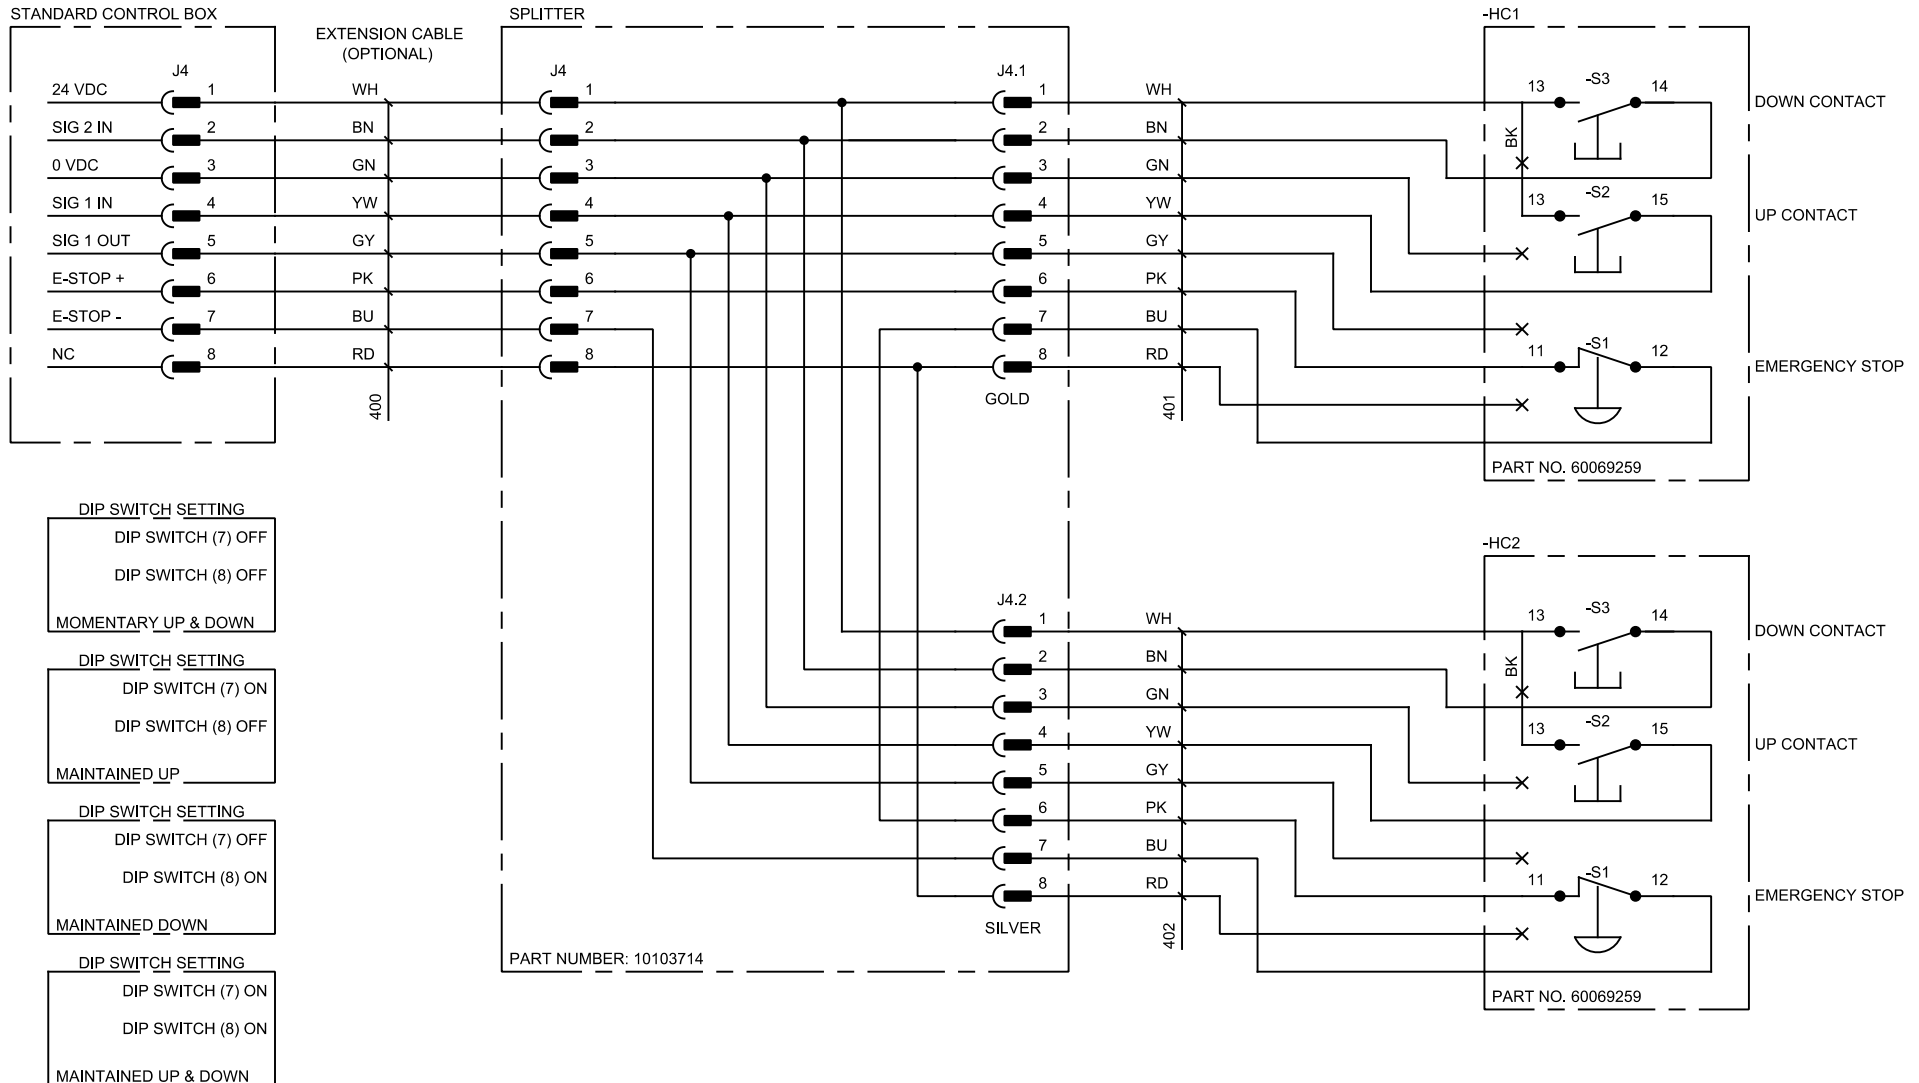 STANDARD CONTROL BOX
J4
24 VDC 1
SIG 2 IN 2
0 VDC 3
SIG 1 IN 4
SIG 1 OUT 5
E-STOP + 6
E-STOP - 7
NC 8
EXTENSION CABLE
(OPTIONAL)
WH
BN
GN
YW
GY
PK
BU
RD
400
SPLITTER
J4
1
2
3
4
5
6
7
8
J4.1
1
2
3
4
5
6
7
8
GOLD
WH
BN
GN
YW
GY
PK
BU
RD
401
-HC1
13 -S3 14
DOWN CONTACT
BK
13 -S2 15
UP CONTACT
11 -S1 12
EMERGENCY STOP
PART NO. 60069259
J4.2
1
2
3
4
5
6
7
8
SILVER
PART NUMBER: 10103714
WH
BN
GN
YW
GY
PK
BU
RD
402
-HC2
13 -S3 14
DOWN CONTACT
BK
13 -S2 15
UP CONTACT
11 -S1 12
EMERGENCY STOP
PART NO. 60069259
DIP SWITCH SETTING
DIP SWITCH (7) OFF
DIP SWITCH (8) OFF
MOMENTARY UP & DOWN
DIP SWITCH SETTING
DIP SWITCH (7) ON
DIP SWITCH (8) OFF
MAINTAINED UP
DIP SWITCH SETTING
DIP SWITCH (7) OFF
DIP SWITCH (8) ON
MAINTAINED DOWN
DIP SWITCH SETTING
DIP SWITCH (7) ON
DIP SWITCH (8) ON
MAINTAINED UP & DOWN